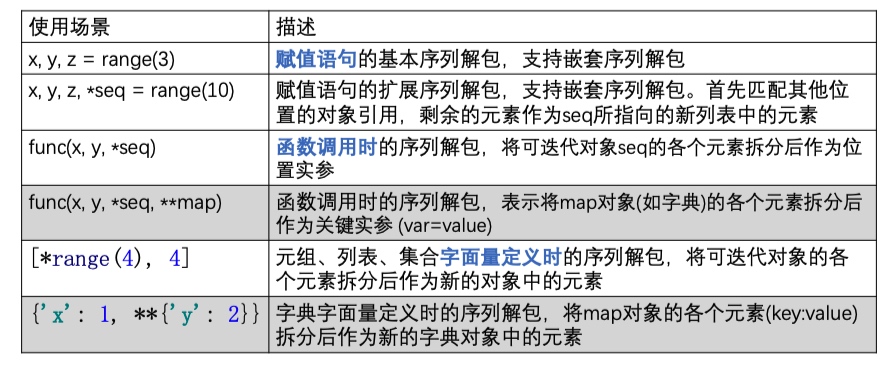 使用场景 描述
x, y, z = range(3) 赋值语句的基本序列解包，支持嵌套序列解包
x, y, z, *seq = range(10) 赋值语句的扩展序列解包，支持嵌套序列解包。首先匹配其他位
置的对象引用，剩余的元素作为seq所指向的新列表中的元素
func(x, y, *seq) 函数调用时的序列解包，将可迭代对象seq的各个元素拆分后作为位
置实参
func(x, y, *seq, **map) 函数调用时的序列解包，表示将map对象(如字典)的各个元素拆分后
作为关键实参 (var=value)
[*range(4), 4] 元组、列表、集合字面量定义时的序列解包，将可迭代对象的各
个元素拆分后作为新的对象中的元素
{'x': 1, **{'y': 2}} 字典字面量定义时的序列解包，将map对象的各个元素(key:value)
拆分后作为新的字典对象中的元素